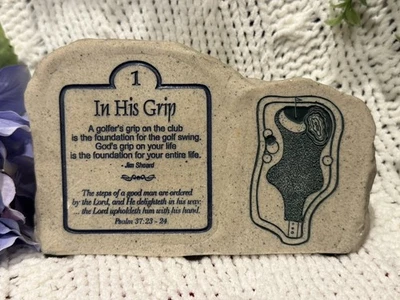 1
In His Grip
A golfer's grip on the club
is the foundation for the golf swing.
God's grip on your life
is the foundation for your entire life.
- Jim Sheard
The steps of a good man are ordered
by the Lord, and He delighteth in his way;
... the Lord upholdeth him with his hand.
Psalm 37:23 - 24